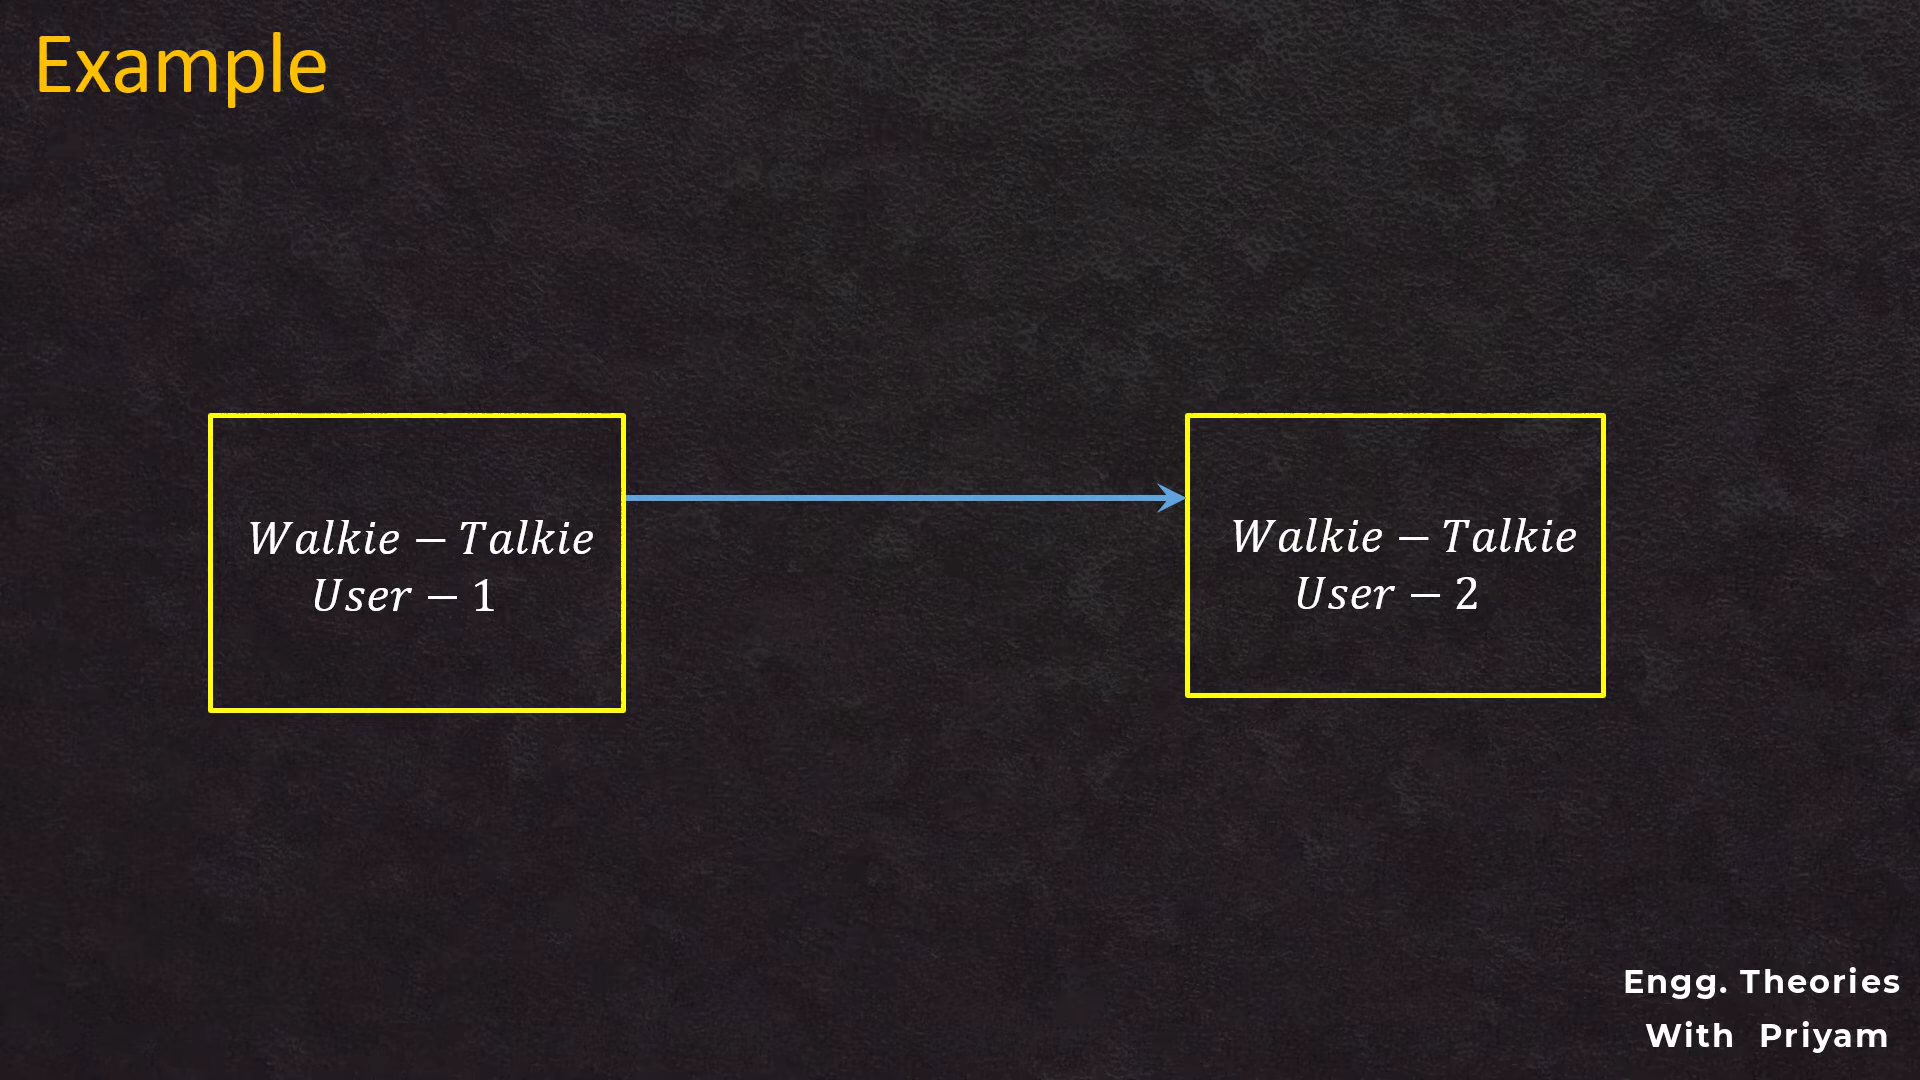 Example
Walkie – Talkie
User – 1
Walkie – Talkie
User – 2
Engg. Theories
With Priyam